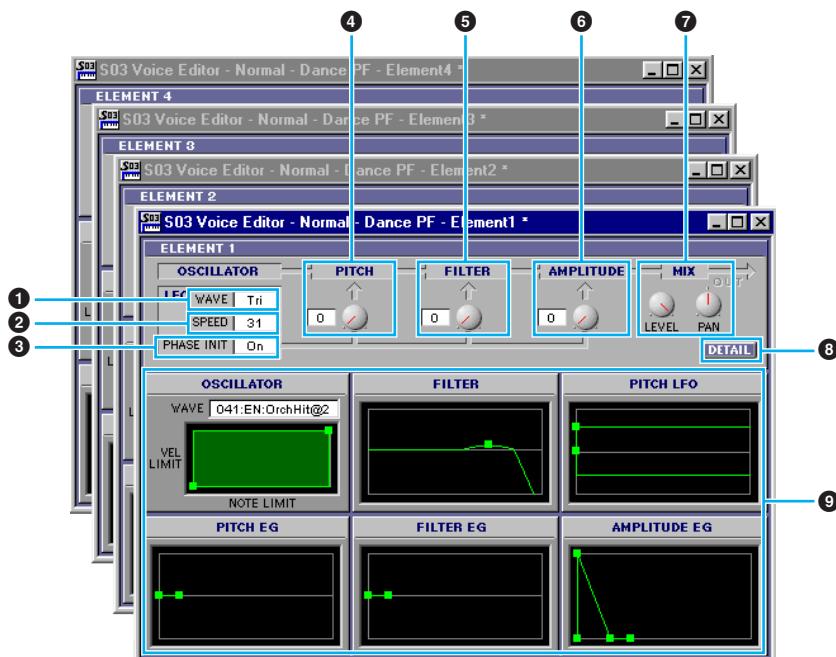 4 5 6 7
S03 S03 Voice Editor - Normal - Dance PF - Element4 *
ELEMENT 4
S03 S03 Voice Editor - Normal - Dance PF - Element3 *
ELEMENT 3
S03 S03 Voice Editor - Normal - Dance PF - Element2 *
ELEMENT 2
S03 S03 Voice Editor - Normal - Dance PF - Element1 *
ELEMENT 1
OSCILLATOR PITCH FILTER AMPLITUDE MIX
OUT
1 WAVE Tri
2 SPEED 31 0 0 0
LEVEL PAN
3 PHASE INIT On
DETAIL 8
OSCILLATOR FILTER PITCH LFO
WAVE 041:EN:OrchHit@2
VEL LIMIT
NOTE LIMIT
9
PITCH EG FILTER EG AMPLITUDE EG